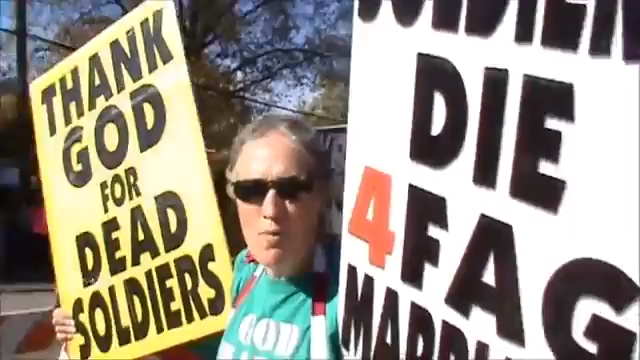 THANK
GOD
FOR
DEAD
SOLDIERS
GOD
DIE
4 FAG